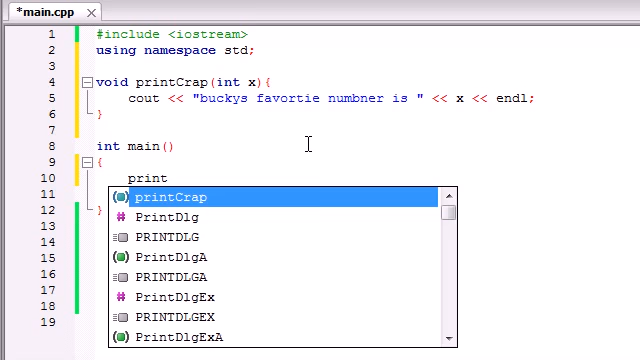 *main.cpp
1 #include <iostream>
2 using namespace std;
3
4 void printCrap(int x){
5 cout << "buckys favortie numbner is " << x << endl;
6 }
7
8 int main()
9 {
10 print
11 printCrap
12 } PrintDlg
13 PRINTDLG
14 PrintDlgA
15 PRINTDLGA
16 PrintDlgEx
17 PRINTDLGEX
18 PrintDlgExA
19